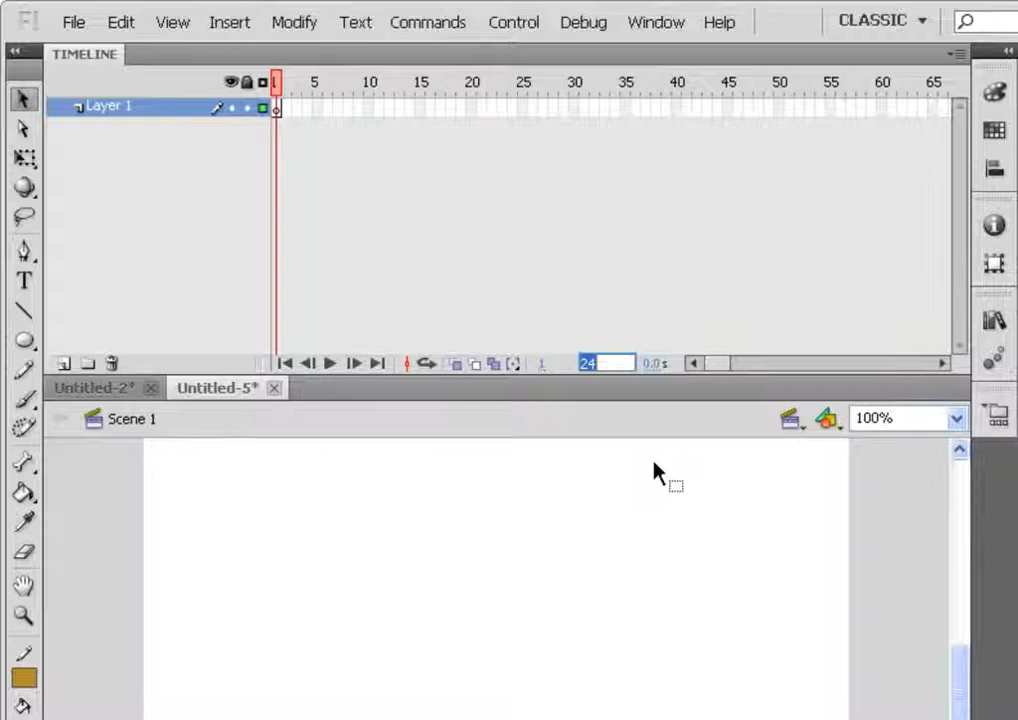 Fl File Edit View Insert Modify Text Commands Control Debug Window Help CLASSIC
TIMELINE
1 5 10 15 20 25 30 35 40 45 50 55 60 65
Layer 1
1 24 0.0s
Untitled-2* Untitled-5*
Scene 1 100%
T